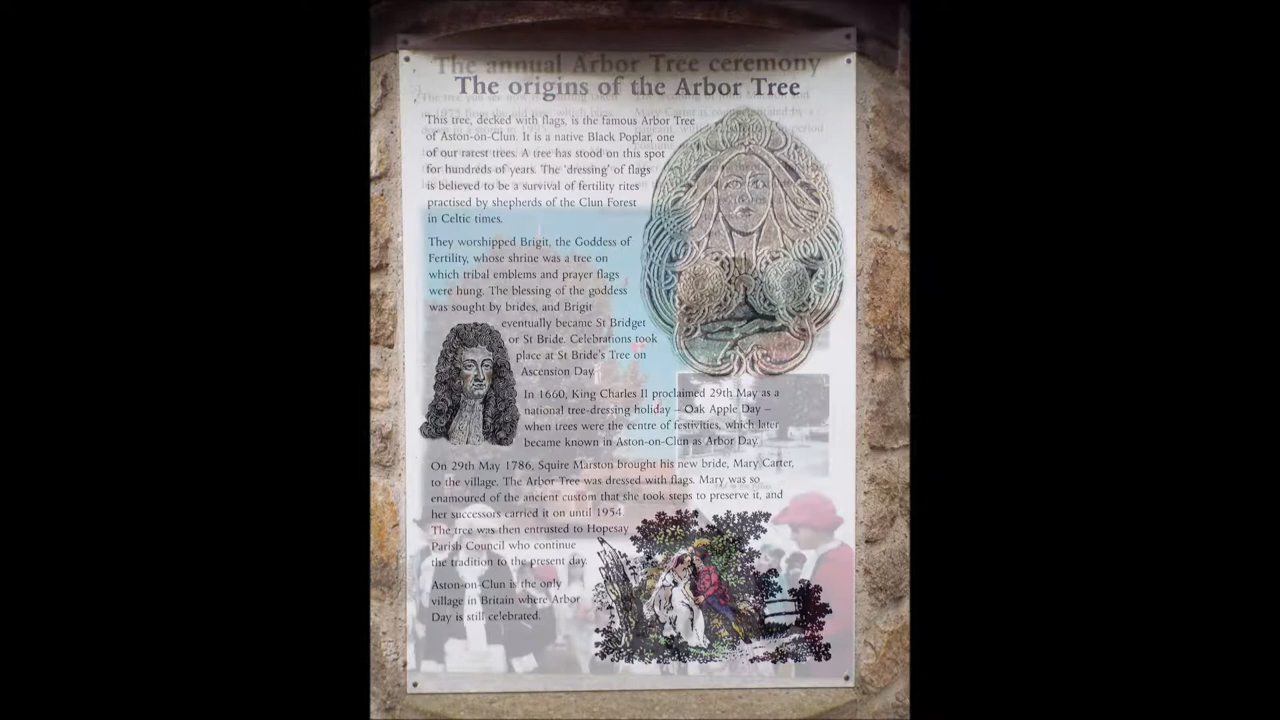 The annual Arbor Tree ceremony
The origins of the Arbor Tree
This tree, decked with flags, is the famous Arbor Tree
of Aston-on-Clun. It is a native Black Poplar, one
of our rarest trees. A tree has stood on this spot
for hundreds of years. The 'dressing' of flags
is believed to be a survival of fertility rites
practised by shepherds of the Clun Forest
in Celtic times.
They worshipped Brigit, the Goddess of
Fertility, whose shrine was a tree on
which tribal emblems and prayer flags
were hung. The blessing of the goddess
was sought by brides, and Brigit
eventually became St Bridget
or St Bride. Celebrations took
place at St Bride's Tree on
Ascension Day.
In 1660, King Charles II proclaimed 29th May as a
national tree-dressing holiday – Oak Apple Day –
when trees were the centre of festivities, which later
became known in Aston-on-Clun as Arbor Day.
On 29th May 1786, Squire Marston brought his new bride, Mary Carter,
to the village. The Arbor Tree was dressed with flags. Mary was so
enamoured of the ancient custom that she took steps to preserve it, and
her successors carried it on until 1954.
The tree was then entrusted to Hopesay
Parish Council who continue
the tradition to the present day.
Aston-on-Clun is the only
village in Britain where Arbor
Day is still celebrated.